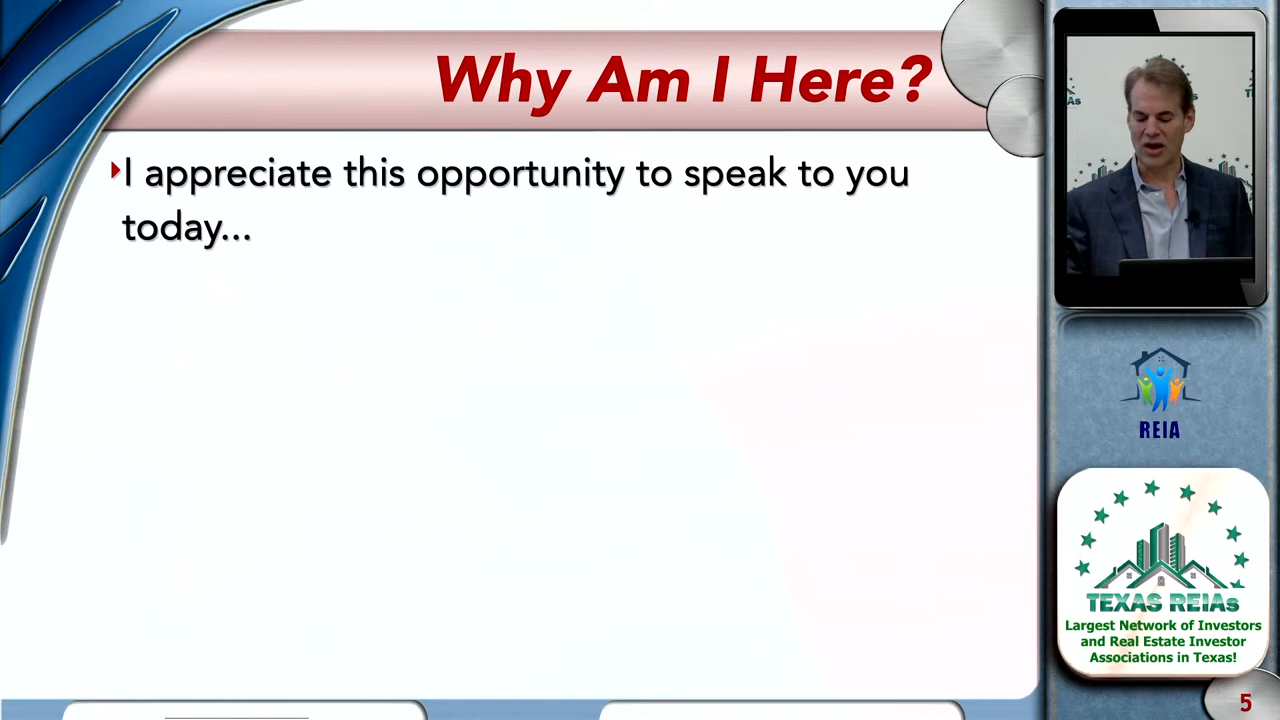 Why Am I Here?
I appreciate this opportunity to speak to you
today...
REIA
TEXAS REIAs
Largest Network of Investors
and Real Estate Investor
Associations in Texas!
5